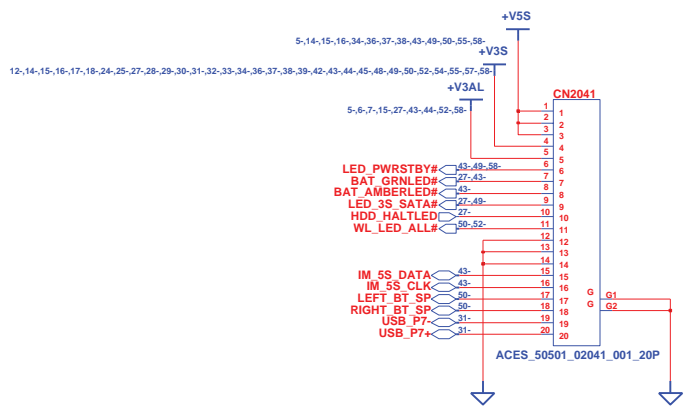 +V5S
5-,14-,15-,16-,34-,36-,37-,38-,43-,49-,50-,55-,58-
+V3S
12-,14-,15-,16-,17-,18-,24-,25-,27-,28-,29-,30-,31-,32-,33-,34-,36-,37-,38-,39-,42-,43-,44-,45-,48-,49-,50-,52-,54-,55-,57-,58-
+V3AL
5-,6-,7-,15-,27-,43-,44-,52-,58-
CN2041
1 1
2 2
3 3
4 4
5 5
LED_PWRSTBY# 43-,49-,58- 6 6
BAT_GRNLED# 27-,43- 7 7
BAT_AMBERLED# 43- 8 8
LED_3S_SATA# 27-,49- 9 9
HDD_HALTLED 27- 10 10
WL_LED_ALL# 50-,52- 11 11
12 12
13 13
14 14
IM_5S_DATA 43- 15 15
IM_5S_CLK 43- 16 16
LEFT_BT_SP 50- 17 17 G G1
RIGHT_BT_SP 50- 18 18 G G2
USB_P7- 31- 19 19
USB_P7+ 31- 20 20
ACES_50501_02041_001_20P